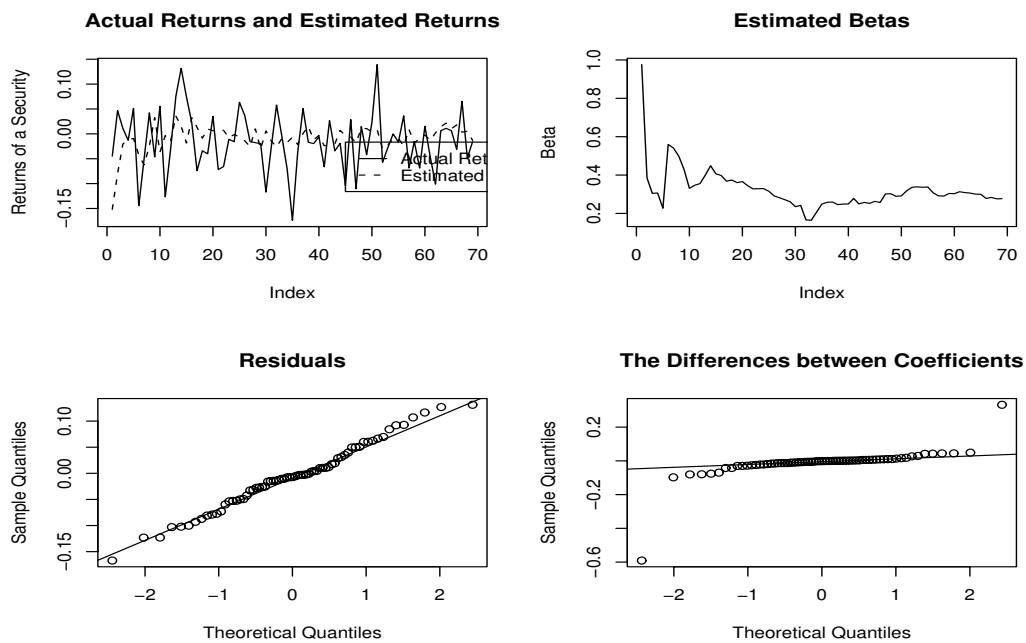 Actual Returns and Estimated Returns
Returns of a Security
0.10
0.00
−0.15
Actual Ret
Estimated
0 10 20 30 40 50 60 70
Index
Estimated Betas
Beta
1.0
0.8
0.6
0.4
0.2
0 10 20 30 40 50 60 70
Index
Residuals
Sample Quantiles
0.10
0.00
−0.15
−2 −1 0 1 2
Theoretical Quantiles
The Differences between Coefficients
Sample Quantiles
0.2
−0.2
−0.6
−2 −1 0 1 2
Theoretical Quantiles